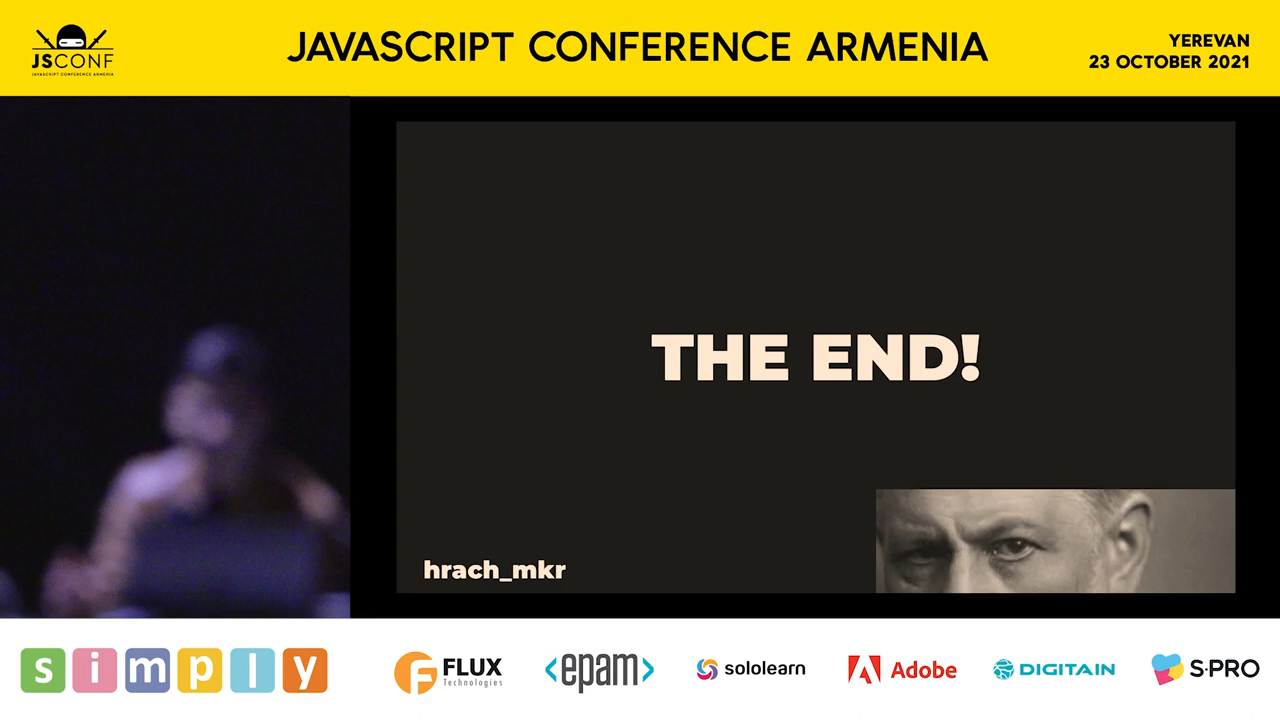 JSCONF
JAVASCRIPT CONFERENCE ARMENIA
JAVASCRIPT CONFERENCE ARMENIA
YEREVAN
23 OCTOBER 2021
THE END!
hrach_mkr
simply
FLUX
Technologies
<epam>
sololearn
Adobe
DIGITAIN
S·PRO